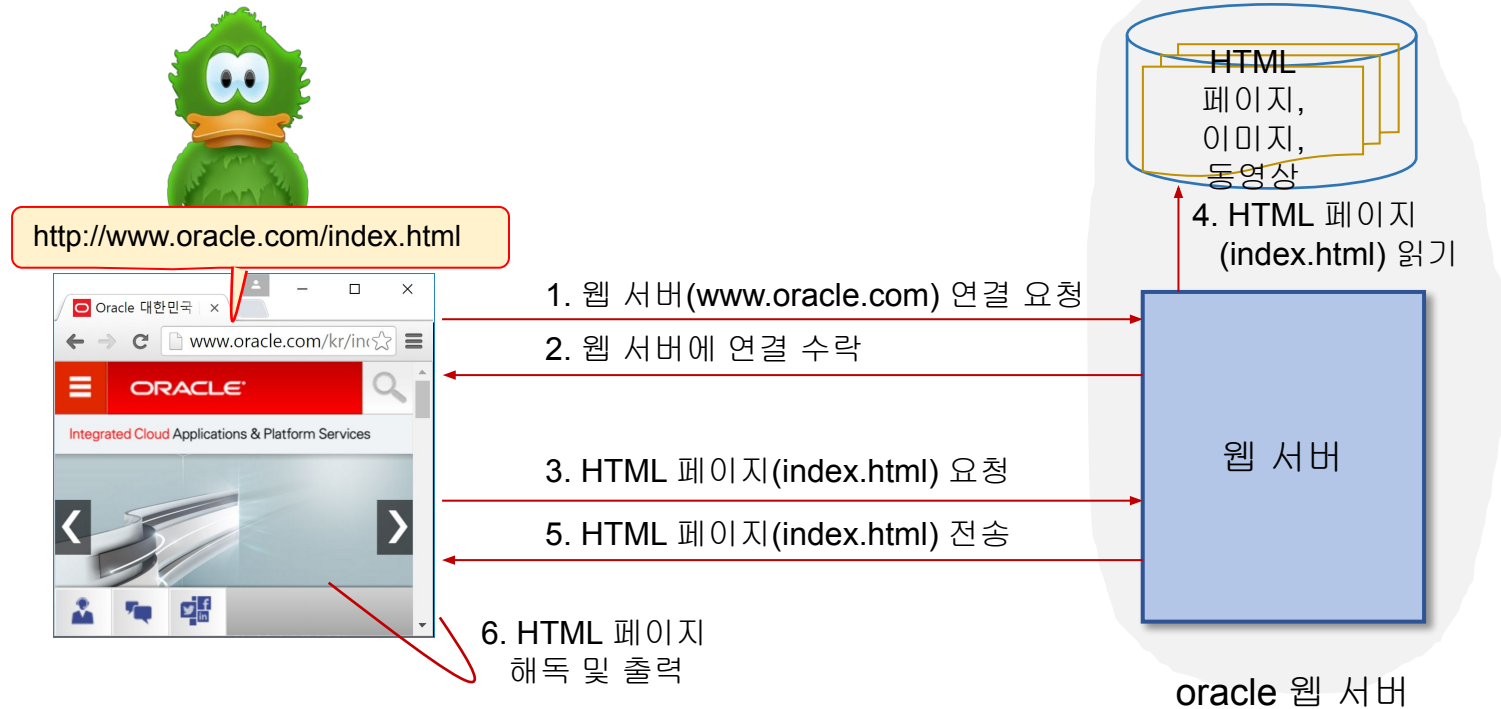 http://www.oracle.com/index.html
Oracle 대한민국
www.oracle.com/kr/in
ORACLE
Integrated Cloud Applications & Platform Services
1. 웹 서버(www.oracle.com) 연결 요청
2. 웹 서버에 연결 수락
3. HTML 페이지(index.html) 요청
5. HTML 페이지(index.html) 전송
6. HTML 페이지
해독 및 출력
HTML
페이지,
이미지,
동영상
4. HTML 페이지
(index.html) 읽기
웹 서버
oracle 웹 서버